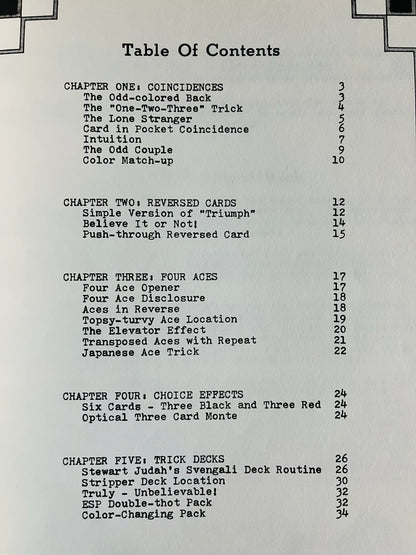 Table Of Contents
CHAPTER ONE: COINCIDENCES 3
The Odd-colored Back 3
The "One-Two-Three" Trick 4
The Lone Stranger 5
Card in Pocket Coincidence 6
Intuition 7
The Odd Couple 9
Color Match-up 10
CHAPTER TWO: REVERSED CARDS 12
Simple Version of "Triumph" 12
Believe It or Not! 14
Push-through Reversed Card 15
CHAPTER THREE: FOUR ACES 17
Four Ace Opener 17
Four Ace Disclosure 18
Aces in Reverse 18
Topsy-turvy Ace Location 19
The Elevator Effect 20
Transposed Aces with Repeat 21
Japanese Ace Trick 22
CHAPTER FOUR: CHOICE EFFECTS 24
Six Cards - Three Black and Three Red 24
Optical Three Card Monte 24
CHAPTER FIVE: TRICK DECKS 26
Stewart Judah's Svengali Deck Routine 26
Stripper Deck Location 30
Truly - Unbelievable! 32
ESP Double-thot Pack 32
Color-Changing Pack 34